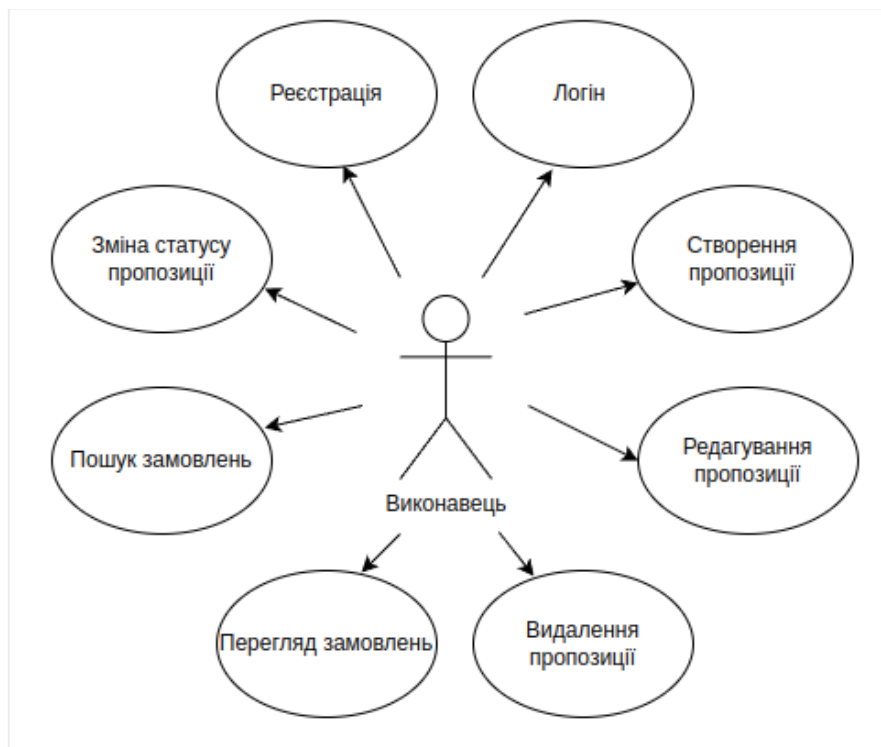 Реєстрація
Логін
Зміна статусу
пропозиції
Створення
пропозиції
Пошук замовлень
Редагування
пропозиції
Виконавець
Перегляд замовлень
Видалення
пропозиції